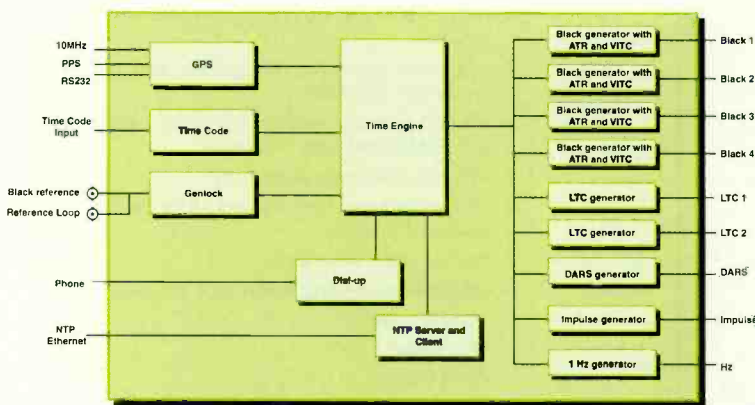 10MHz
PPS
RS232
GPS
Time Code
Input
Time Code
Black reference
Reference Loop
Genlock
Time Engine
Phone
Dial-up
NTP
Ethernet
NTP Server and
Client
Black generator with
ATR and VITC
Black 1
Black generator with
ATR and VITC
Black 2
Black generator with
ATR and VITC
Black 3
Black generator with
ATR and VITC
Black 4
LTC generator
LTC 1
LTC generator
LTC 2
DARS generator
DARS
Impulse generator
Impulse
1 Hz generator
Hz